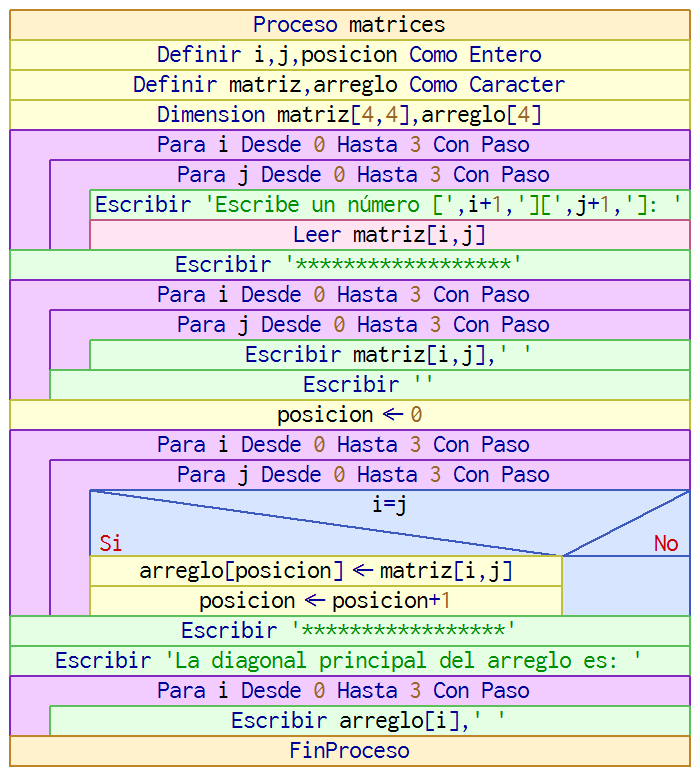 Proceso matrices
Definir i,j,posicion Como Entero
Definir matriz,arreglo Como Caracter
Dimension matriz[4,4],arreglo[4]
Para i Desde 0 Hasta 3 Con Paso
Para j Desde 0 Hasta 3 Con Paso
Escribir 'Escribe un número [',i+1,'][',j+1,']: '
Leer matriz[i,j]
Escribir '******************'
Para i Desde 0 Hasta 3 Con Paso
Para j Desde 0 Hasta 3 Con Paso
Escribir matriz[i,j],' '
Escribir ''
posicion ← 0
Para i Desde 0 Hasta 3 Con Paso
Para j Desde 0 Hasta 3 Con Paso
i=j
Si No
arreglo[posicion] ← matriz[i,j]
posicion ← posicion+1
Escribir '*****************'
Escribir 'La diagonal principal del arreglo es: '
Para i Desde 0 Hasta 3 Con Paso
Escribir arreglo[i],' '
FinProceso